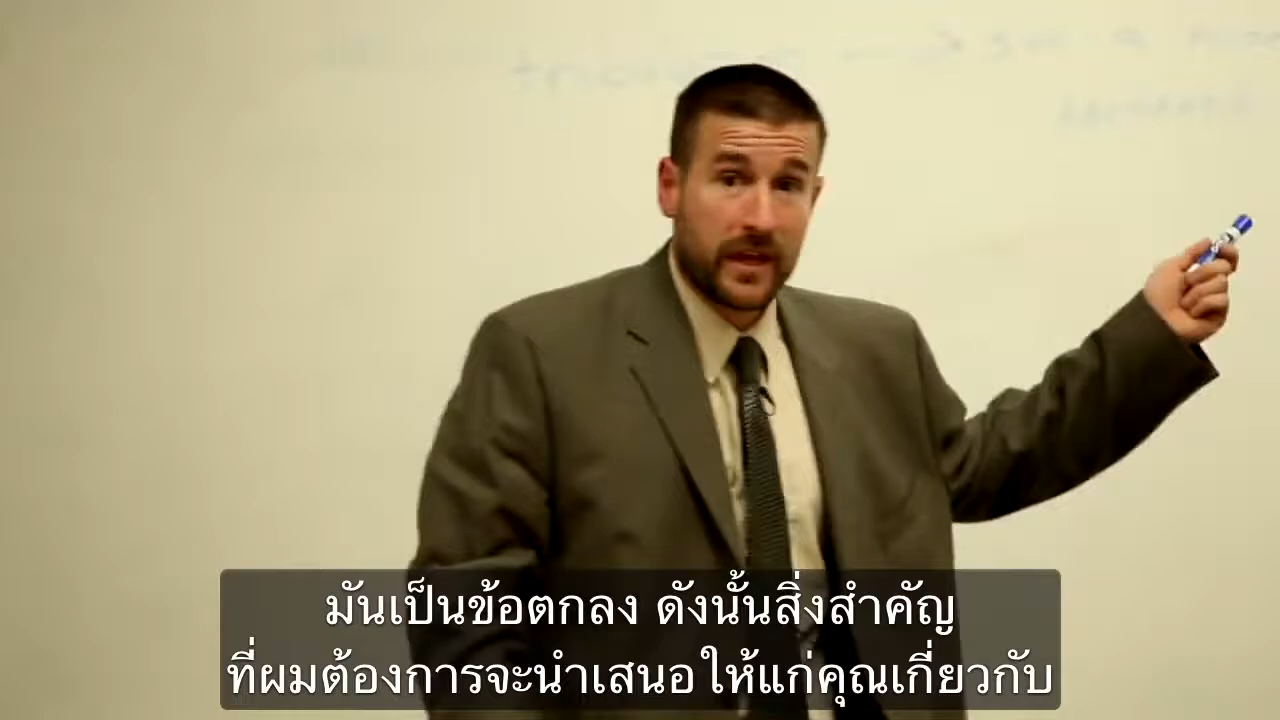 มันเป็นข้อตกลง ดังนั้นสิ่งสำคัญ
ที่ผมต้องการจะนำเสนอให้แก่คุณเกี่ยวกับ